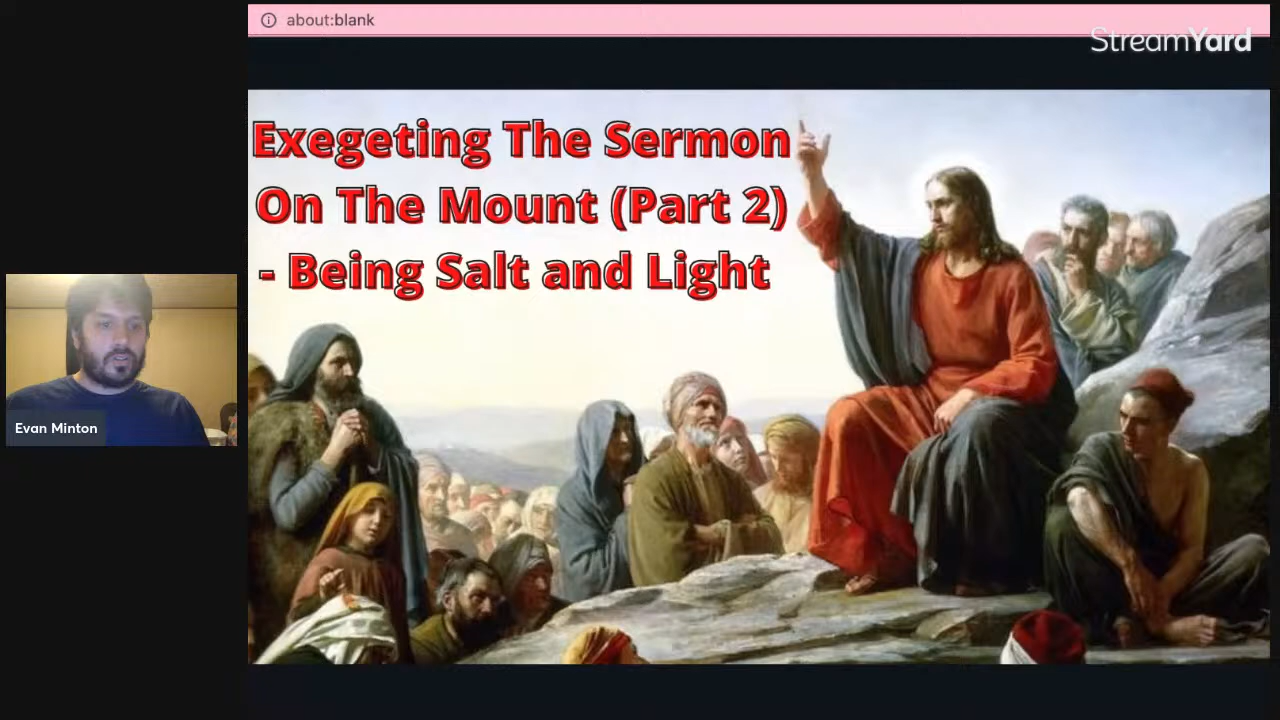 about:blank
StreamYard
Exegeting The Sermon
On The Mount (Part 2)
- Being Salt and Light
Evan Minton